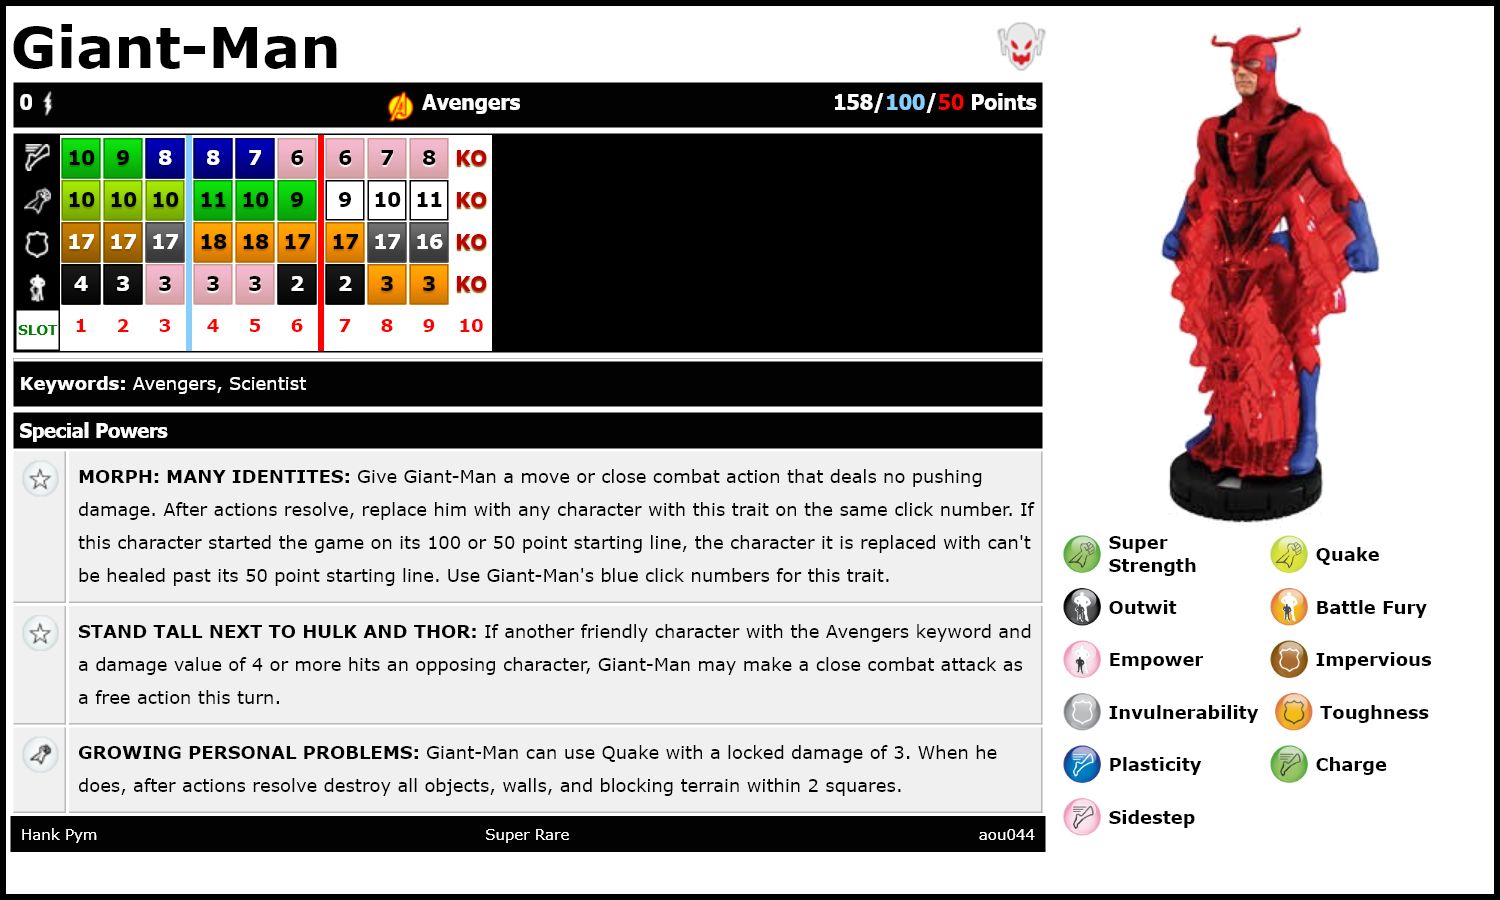 Giant-Man
0 Avengers 158/100/50 Points
10 9 8 8 7 6 6 7 8 KO
10 10 10 11 10 9 9 10 11 KO
17 17 17 18 18 17 17 17 16 KO
4 3 3 3 3 2 2 3 3 KO
SLOT 1 2 3 4 5 6 7 8 9 10
Keywords: Avengers, Scientist
Special Powers
MORPH: MANY IDENTITES: Give Giant-Man a move or close combat action that deals no pushing
damage. After actions resolve, replace him with any character with this trait on the same click number. If
this character started the game on its 100 or 50 point starting line, the character it is replaced with can't
be healed past its 50 point starting line. Use Giant-Man's blue click numbers for this trait.
STAND TALL NEXT TO HULK AND THOR: If another friendly character with the Avengers keyword and
a damage value of 4 or more hits an opposing character, Giant-Man may make a close combat attack as
a free action this turn.
GROWING PERSONAL PROBLEMS: Giant-Man can use Quake with a locked damage of 3. When he
does, after actions resolve destroy all objects, walls, and blocking terrain within 2 squares.
Hank Pym Super Rare aou044
Super
Strength
Quake
Outwit
Battle Fury
Empower
Impervious
Invulnerability
Toughness
Plasticity
Charge
Sidestep